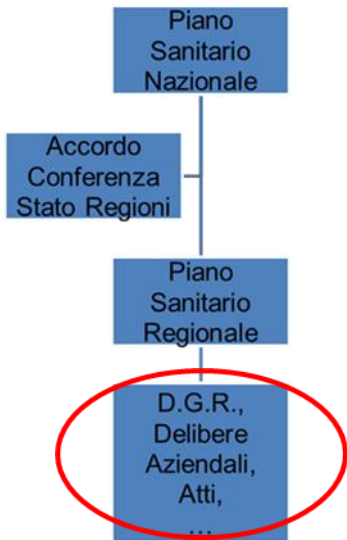 Piano
Sanitario
Nazionale
Accordo
Conferenza
Stato Regioni
Piano
Sanitario
Regionale
D.G.R.,
Delibere
Aziendali,
Atti,
...